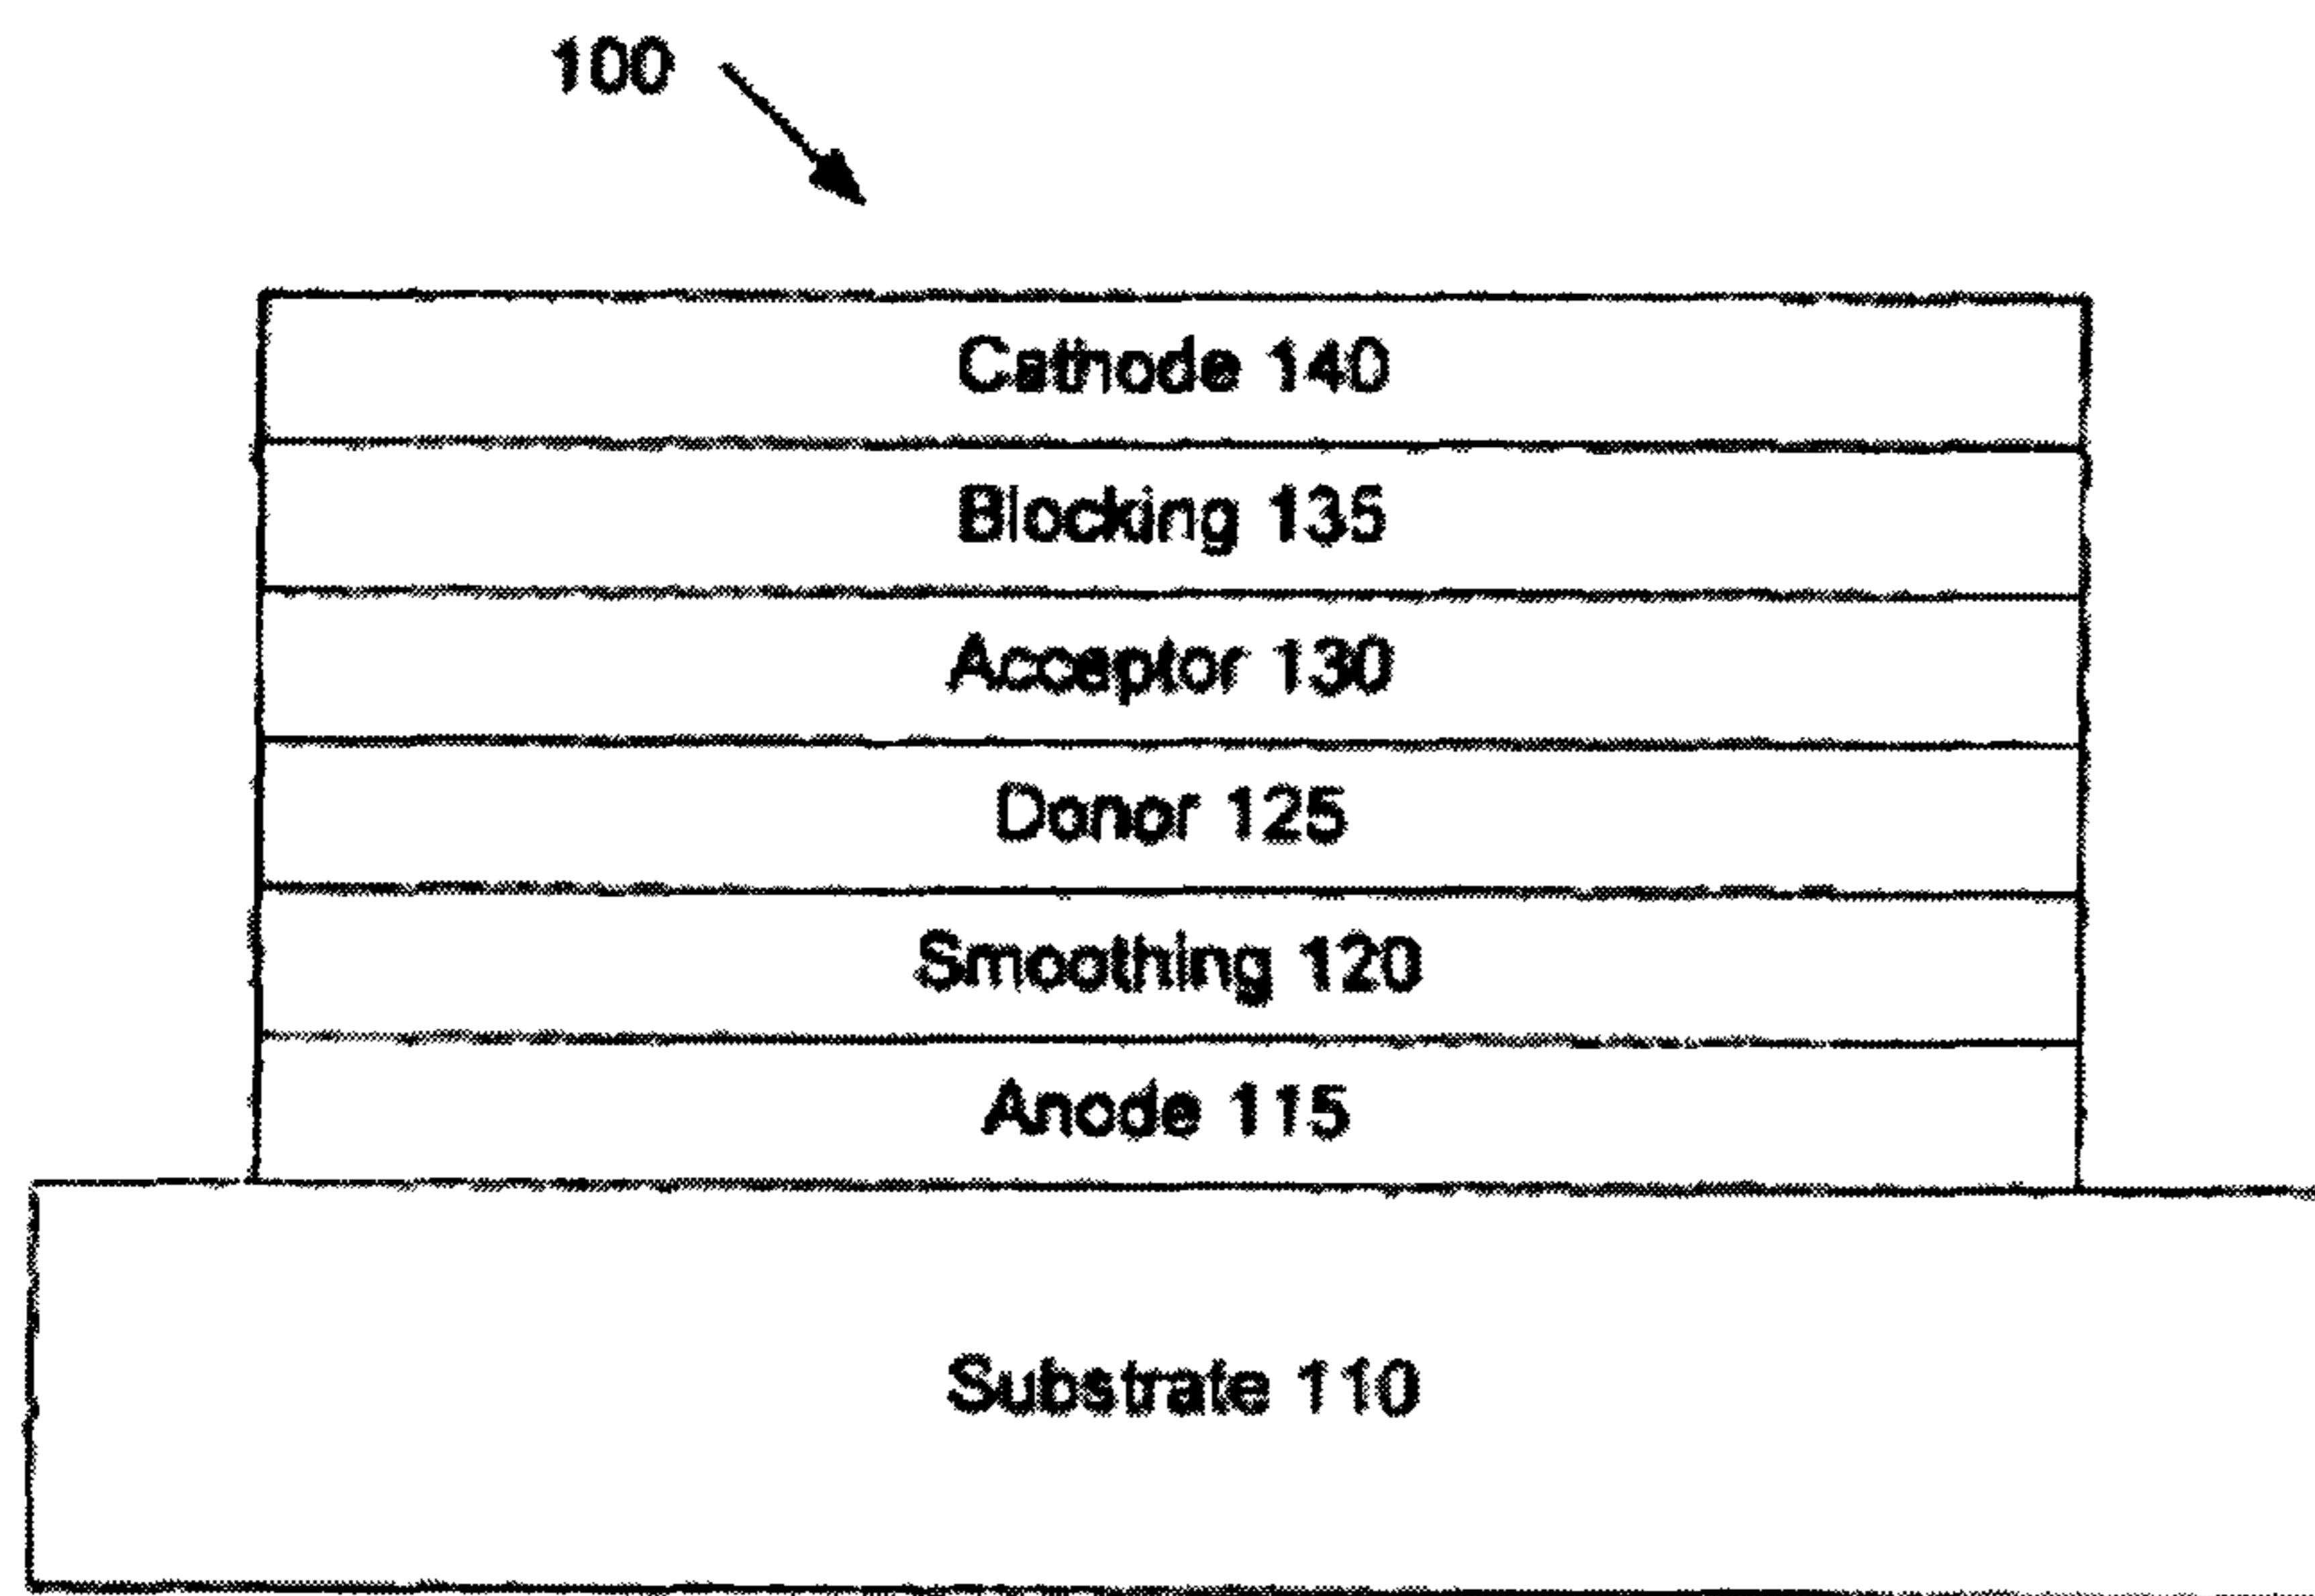 100
Cathode 140
Blocking 135
Acceptor 130
Donor 125
Smoothing 120
Anode 115
Substrate 110